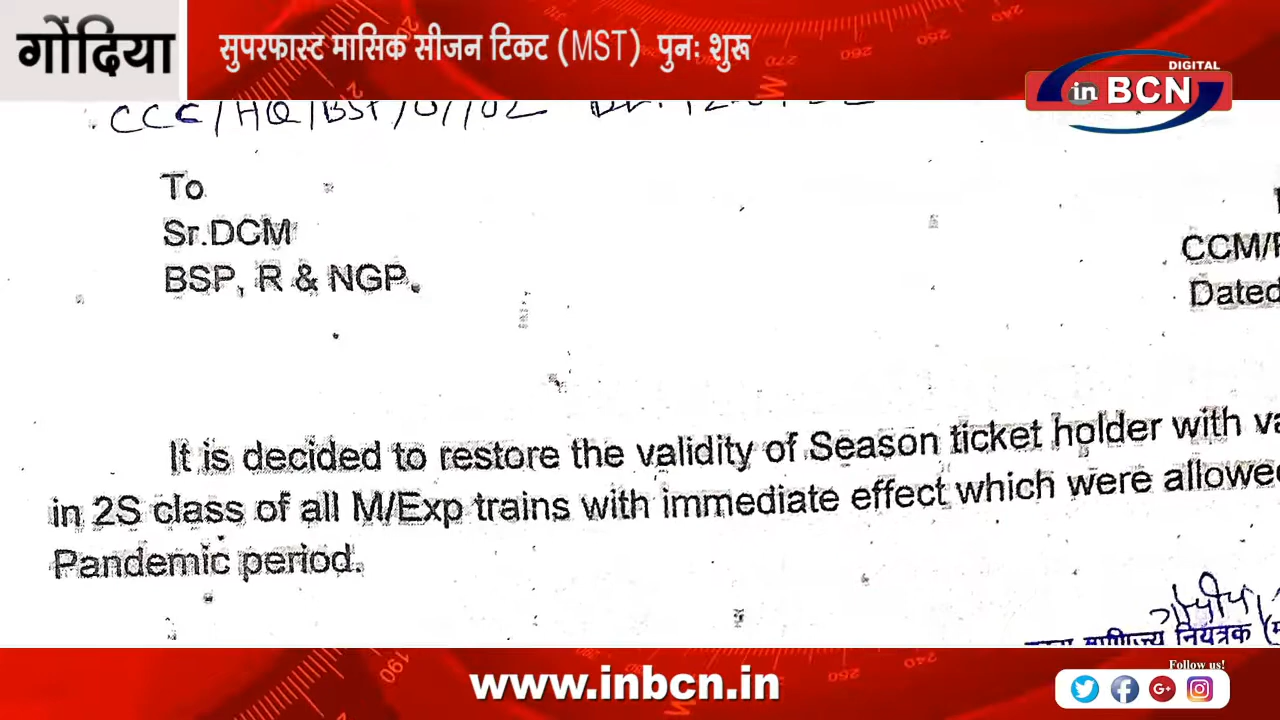 गोंदिया
सुपरफास्ट मासिक सीजन टिकट (MST) पुनः शुरू
DIGITAL
in BCN
CCC/HQ/BSP/
To
Sr.DCM
BSP, R & NGP.
CCM/
Dated
It is decided to restore the validity of Season ticket holder with
in 2S class of all M/Exp trains with immediate effect which were
Pandemic period.
वाणिज्य नियंत्रक
www.inbcn.in
Follow us!